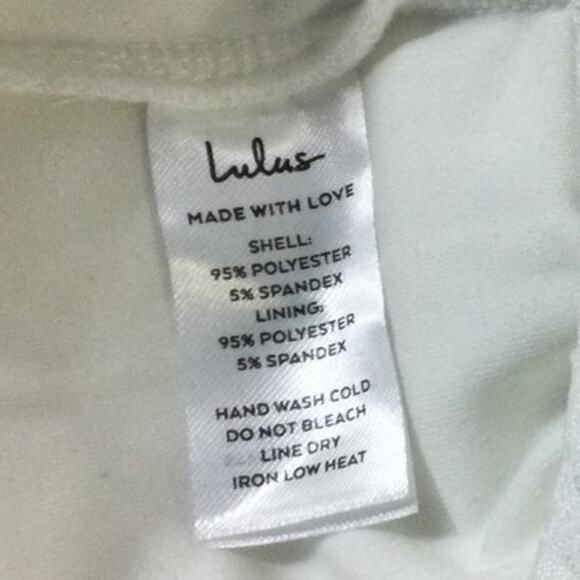 Lulus
MADE WITH LOVE
SHELL:
95% POLYESTER
5% SPANDEX
LINING:
95% POLYESTER
5% SPANDEX
HAND WASH COLD
DO NOT BLEACH
LINE DRY
IRON LOW HEAT